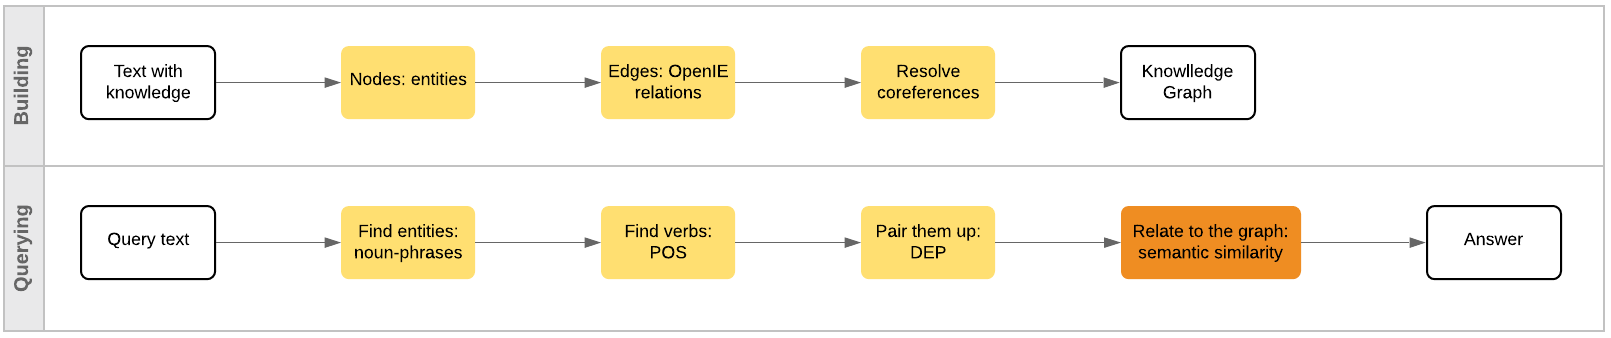 Building
Text with
knowledge
Nodes: entities
Edges: OpenIE
relations
Resolve
coreferences
Knowlledge
Graph
Querying
Query text
Find entities:
noun-phrases
Find verbs:
POS
Pair them up:
DEP
Relate to the graph:
semantic similarity
Answer